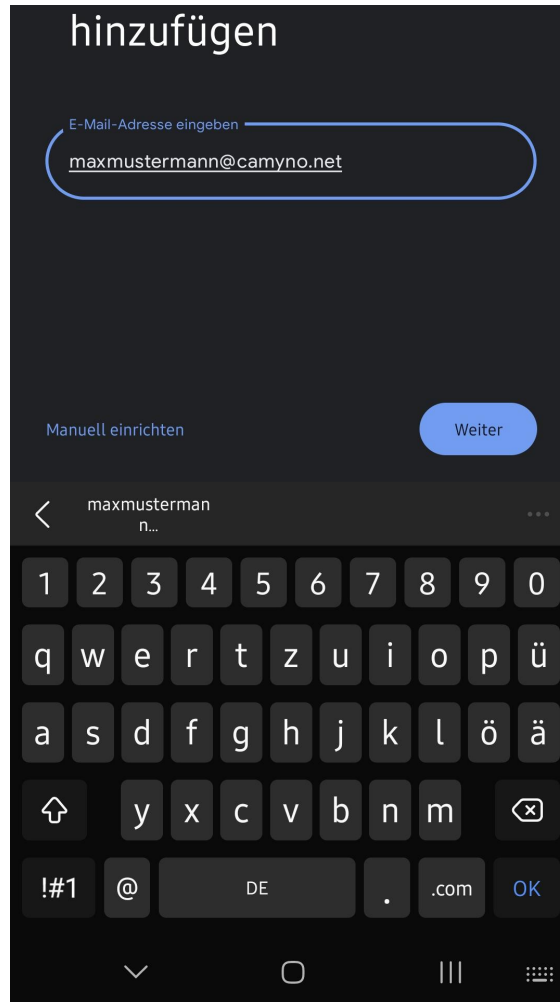 hinzufügen
E-Mail-Adresse eingeben
maxmustermann@camyno.net
Manuell einrichten
Weiter
maxmusterman
n...
1 2 3 4 5 6 7 8 9 0
q w e r t z u i o p ü
a s d f g h j k l ö ä
y x c v b n m
!#1 @ DE . .com OK